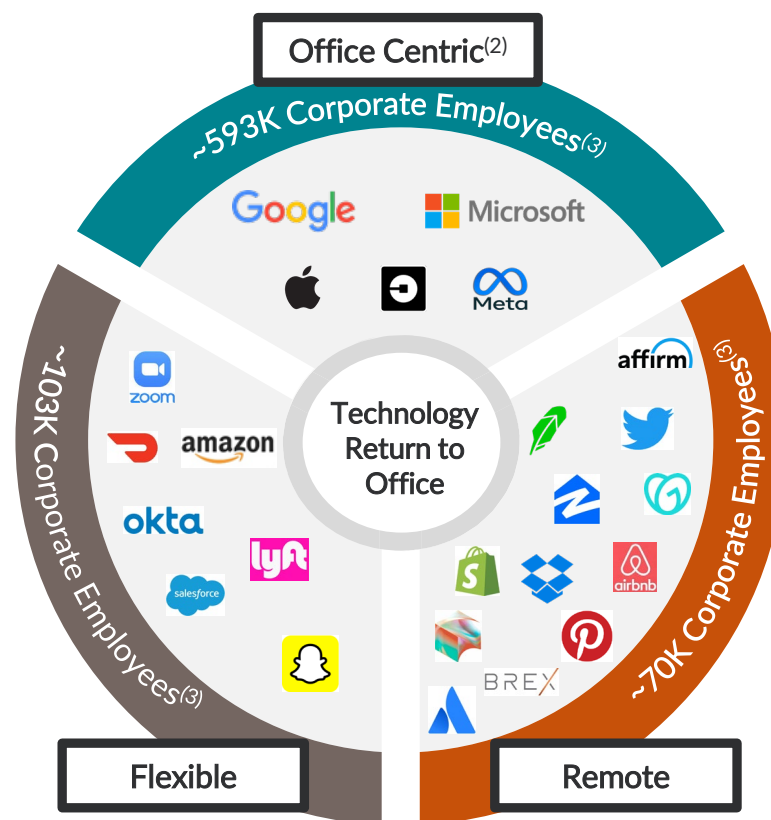 Office Centric(2)
~593K Corporate Employees(3)
Google
Microsoft
Meta
zoom
amazon
okta
lyft
salesforce
~103K Corporate Employees(3)
Flexible
Technology
Return to
Office
affirm
airbnb
BREX
~70K Corporate Employees(3)
Remote